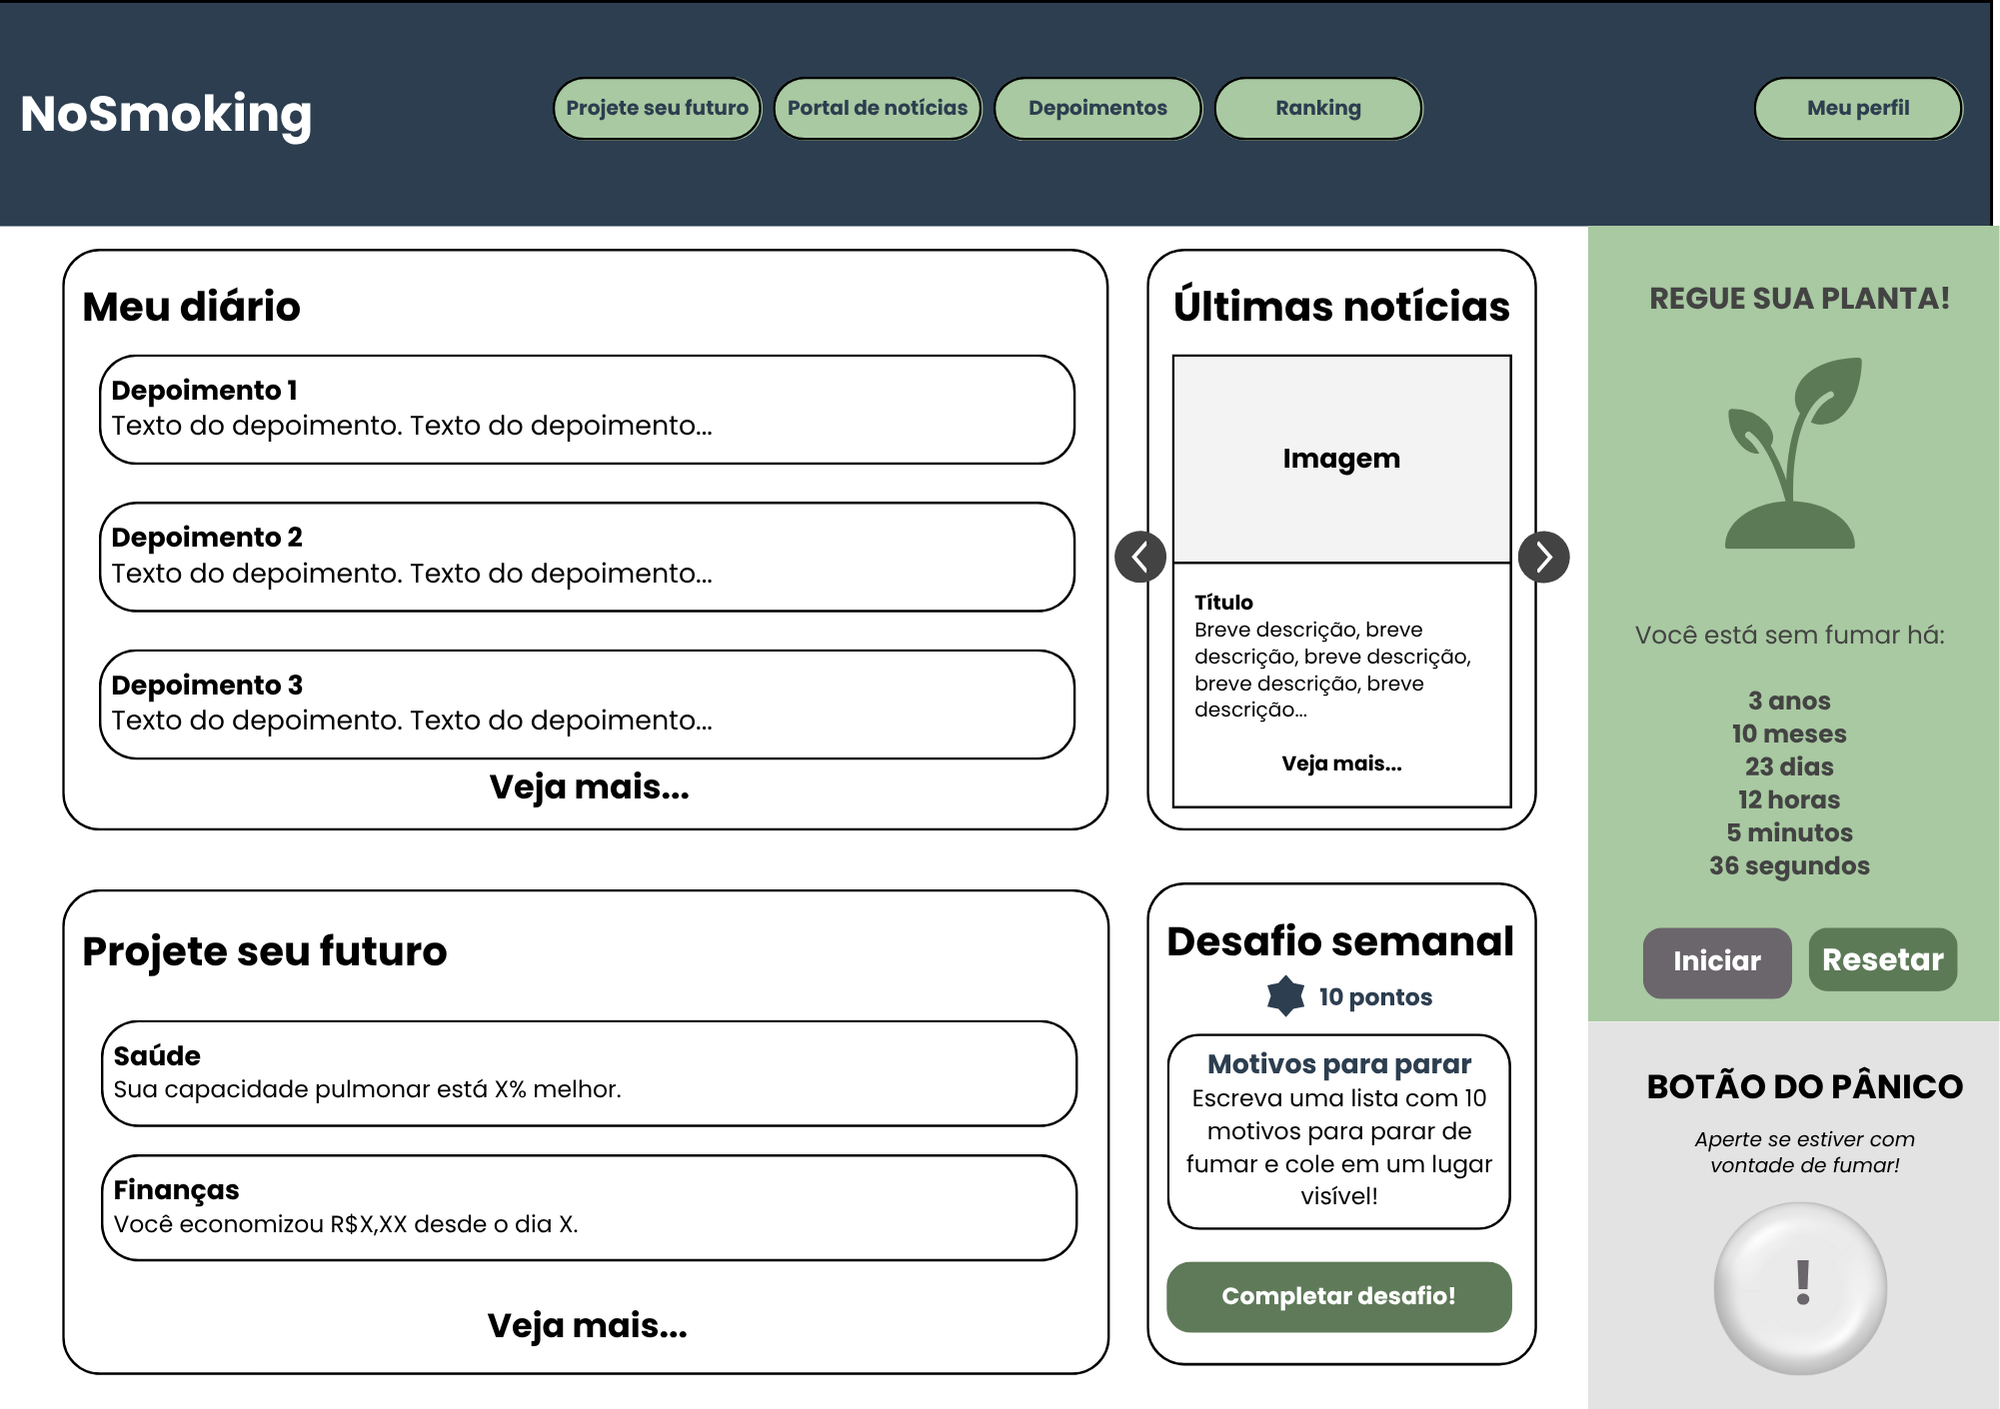 NoSmoking
Projete seu futuro
Portal de notícias
Depoimentos
Ranking
Meu perfil
Meu diário
Depoimento 1
Texto do depoimento. Texto do depoimento...
Depoimento 2
Texto do depoimento. Texto do depoimento...
Depoimento 3
Texto do depoimento. Texto do depoimento...
Veja mais...
Últimas notícias
Imagem
Título
Breve descrição, breve
descrição, breve descrição,
breve descrição, breve
descrição...
Veja mais...
Projete seu futuro
Saúde
Sua capacidade pulmonar está X% melhor.
Finanças
Você economizou R$X,XX desde o dia X.
Veja mais...
Desafio semanal
10 pontos
Motivos para parar
Escreva uma lista com 10
motivos para parar de
fumar e cole em um lugar
visível!
Completar desafio!
REGUE SUA PLANTA!
Você está sem fumar há:
3 anos
10 meses
23 dias
12 horas
5 minutos
36 segundos
Iniciar
Resetar
BOTÃO DO PÂNICO
Aperte se estiver com
vontade de fumar!
!